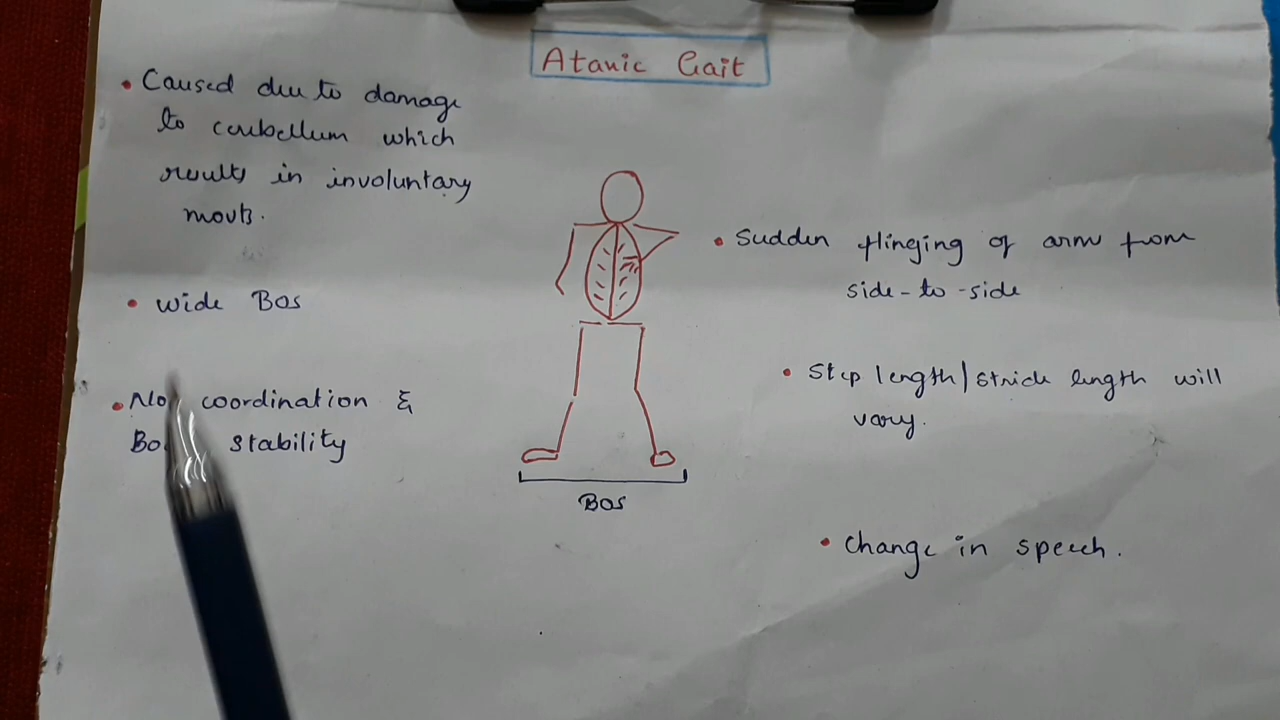 Ataxic Gait
• Caused due to damage
to cerebellum which
results in involuntary
movts.
• wide BOS
• No coordination &
stability
• Sudden flinging of arm from
side-to-side
• Step length/stride length will
vary.
• change in speech.
BOS